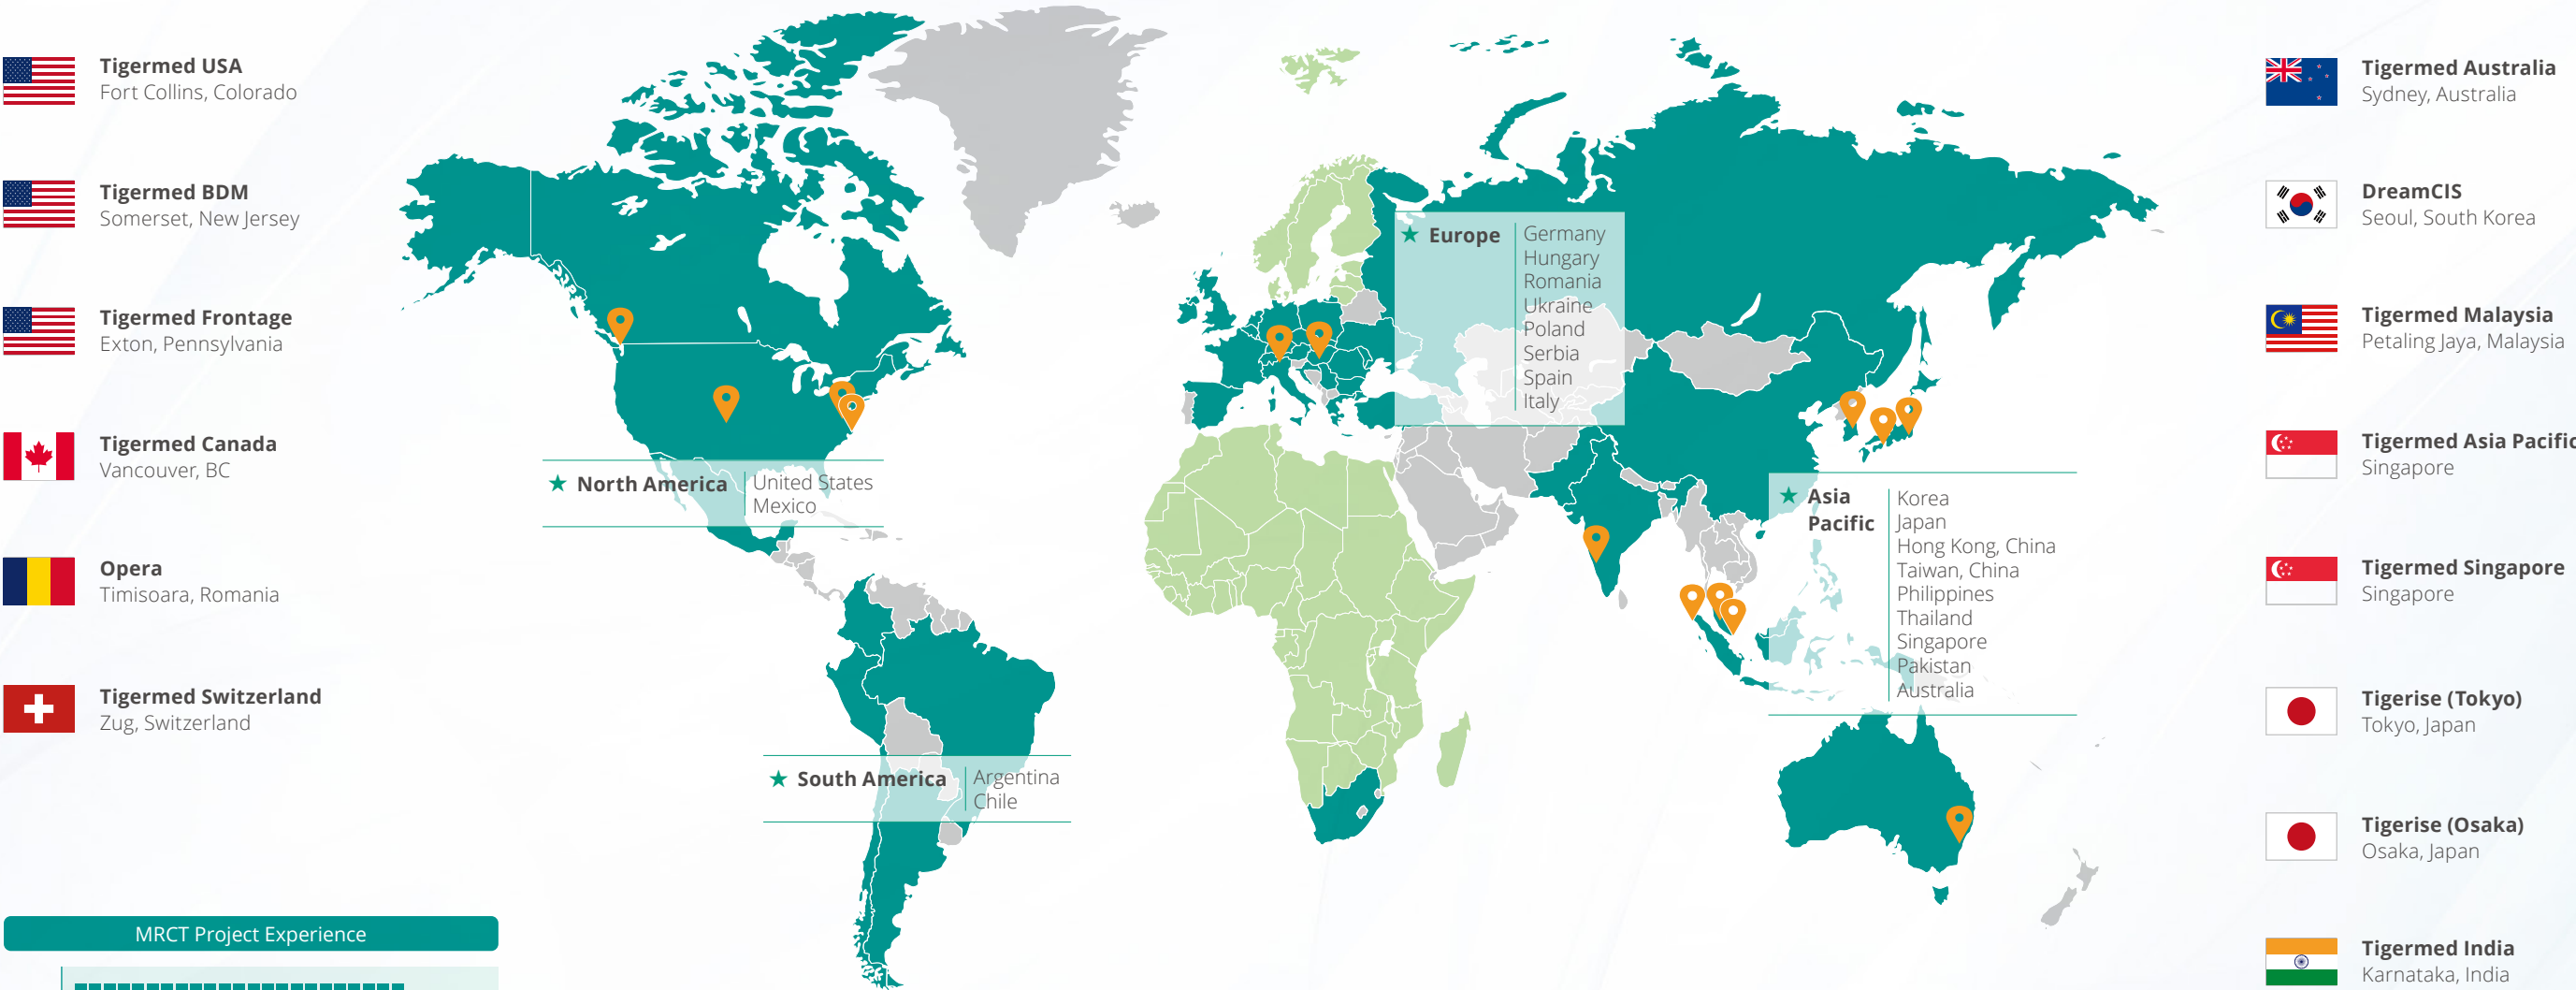 Tigermed USA
Fort Collins, Colorado
Tigermed BDM
Somerset, New Jersey
Tigermed Frontage
Exton, Pennsylvania
Tigermed Canada
Vancouver, BC
Opera
Timisoara, Romania
Tigermed Switzerland
Zug, Switzerland
MRCT Project Experience
★ North America
United States
Mexico
★ South America
Argentina
Chile
★ Europe
Germany
Hungary
Romania
Ukraine
Poland
Serbia
Spain
Italy
★ Asia
Pacific
Korea
Japan
Hong Kong, China
Taiwan, China
Philippines
Thailand
Singapore
Pakistan
Australia
Tigermed Australia
Sydney, Australia
DreamCIS
Seoul, South Korea
Tigermed Malaysia
Petaling Jaya, Malaysia
Tigermed Asia Pacific
Singapore
Tigermed Singapore
Singapore
Tigerise (Tokyo)
Tokyo, Japan
Tigerise (Osaka)
Osaka, Japan
Tigermed India
Karnataka, India